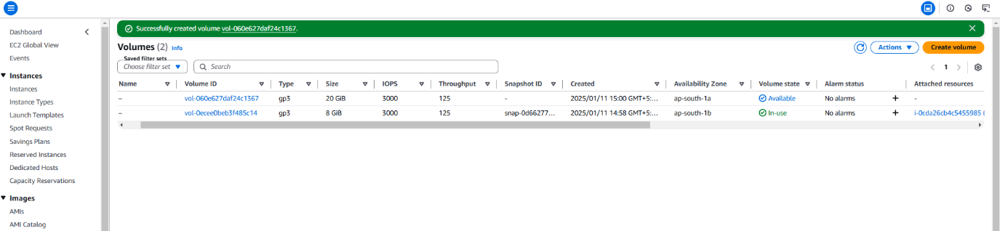 Successfully created volume vol-060e627daf24c1367.
Dashboard
EC2 Global View
Events
Instances
Instances
Instance Types
Launch Templates
Spot Requests
Savings Plans
Reserved Instances
Dedicated Hosts
Capacity Reservations
Images
AMIs
AMI Catalog
Volumes (2) Info
Actions Create volume
Saved filter sets
Choose filter set Search
1
Name Volume ID Type Size IOPS Throughput Snapshot ID Created Availability Zone Volume state Alarm status Attached resources
– vol-060e627daf24c1367 gp3 20 GiB 3000 125 - 2025/01/11 15:00 GMT+5:... ap-south-1a Available No alarms + -
– vol-0ecee0beb3f485c14 gp3 8 GiB 3000 125 snap-0d66277... 2025/01/11 14:58 GMT+5:... ap-south-1b In-use No alarms + i-0cda26cb4c5455985 (